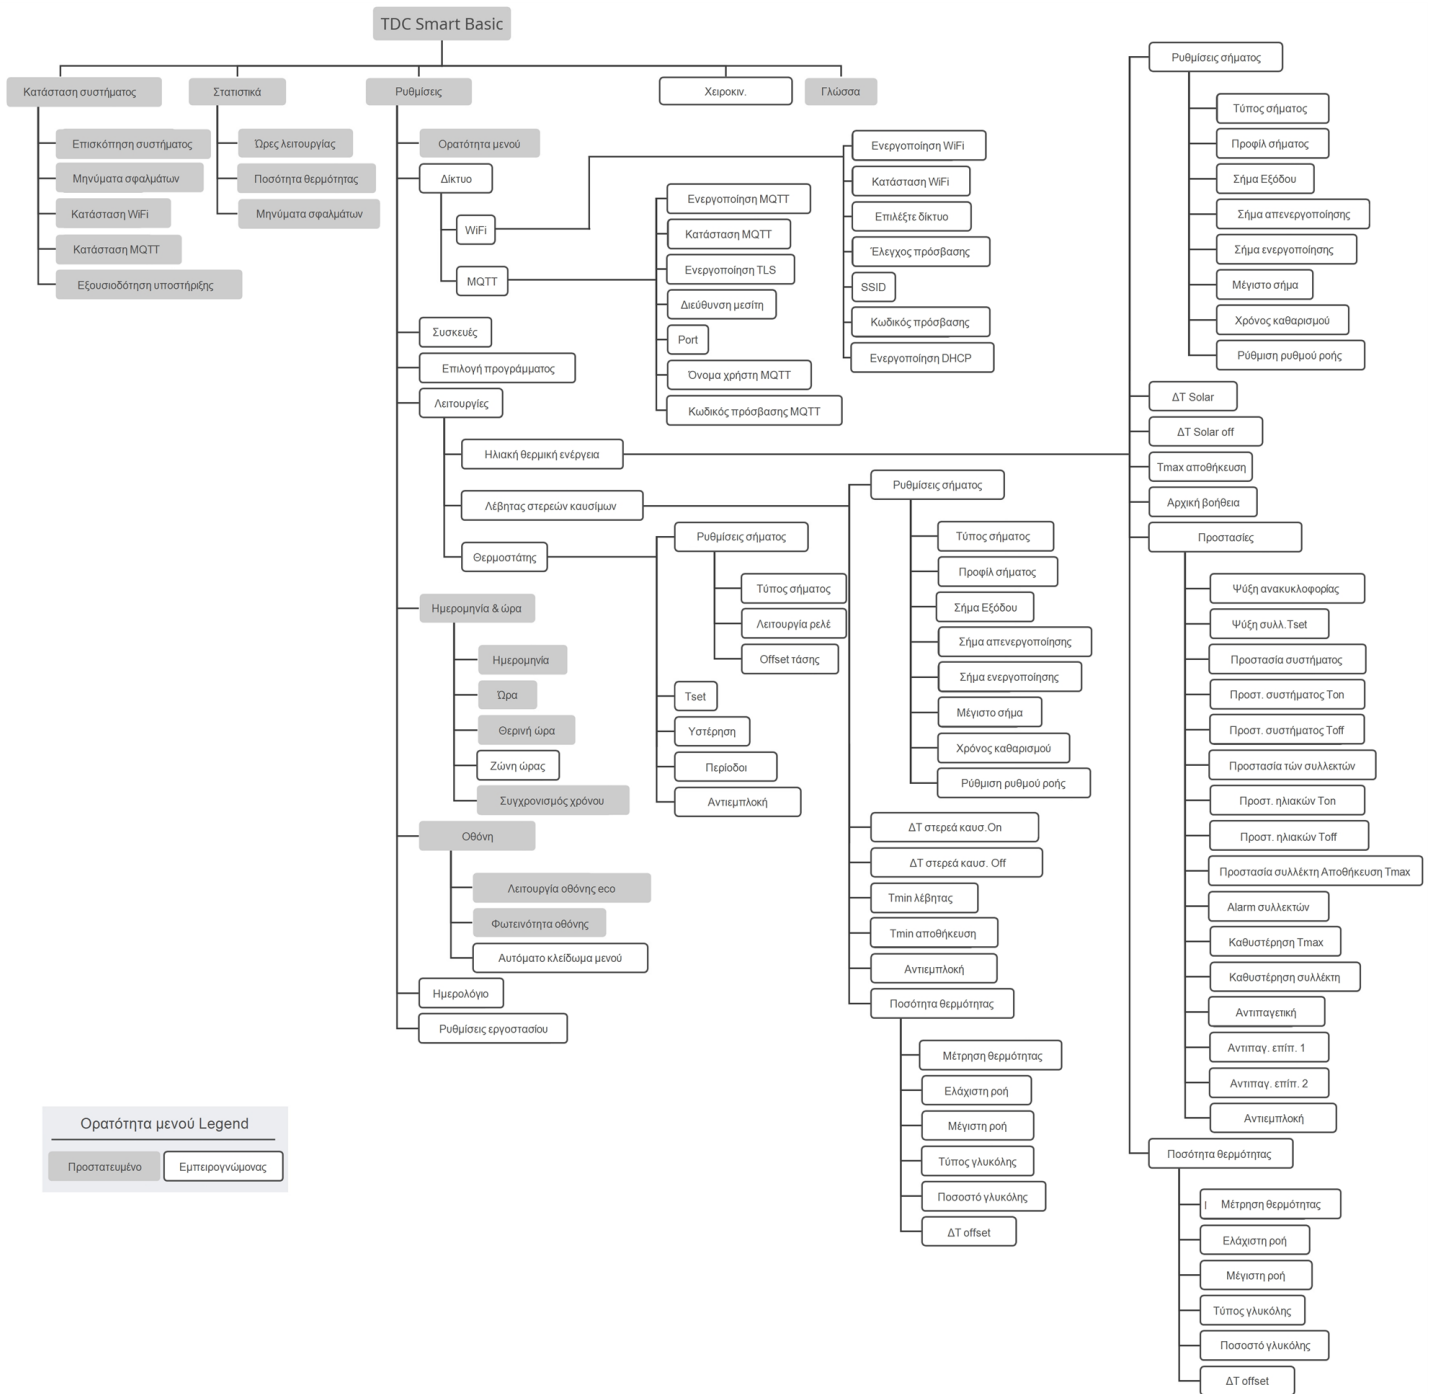 TDC Smart Basic
Κατάσταση συστήματος
Επισκόπηση συστήματος
Μηνύματα σφαλμάτων
Κατάσταση WiFi
Κατάσταση MQTT
Εξουσιοδότηση υποστήριξης
Στατιστικά
Ώρες λειτουργίας
Ποσότητα θερμότητας
Μηνύματα σφαλμάτων
Ρυθμίσεις
Ορατότητα μενού
Δίκτυο
WiFi
Ενεργοποίηση WiFi
Κατάσταση WiFi
Επιλέξτε δίκτυο
Έλεγχος πρόσβασης
SSID
Κωδικός πρόσβασης
Ενεργοποίηση DHCP
MQTT
Ενεργοποίηση MQTT
Κατάσταση MQTT
Ενεργοποίηση TLS
Διεύθυνση μεσίτη
Port
Όνομα χρήστη MQTT
Κωδικός πρόσβασης MQTT
Συσκευές
Επιλογή προγράμματος
Λειτουργίες
Ηλιακή θερμική ενέργεια
Ρυθμίσεις σήματος
Τύπος σήματος
Προφίλ σήματος
Σήμα Εξόδου
Σήμα απενεργοποίησης
Σήμα ενεργοποίησης
Μέγιστο σήμα
Χρόνος καθαρισμού
Ρύθμιση ρυθμού ροής
ΔT Solar
ΔT Solar off
Tmax αποθήκευση
Αρχική βοήθεια
Προστασίες
Ψύξη ανακυκλοφορίας
Ψύξη συλλ.Tset
Προστασία συστήματος
Προστ. συστήματος Ton
Προστ. συστήματος Toff
Προστασία τών συλλεκτών
Προστ. ηλιακών Ton
Προστ. ηλιακών Toff
Προστασία συλλέκτη Αποθήκευση Tmax
Alarm συλλεκτών
Καθυστέρηση Tmax
Καθυστέρηση συλλέκτη
Αντιπαγετική
Αντιπαγ. επίπ. 1
Αντιπαγ. επίπ. 2
Αντιεμπλοκή
Ποσότητα θερμότητας
Μέτρηση θερμότητας
Ελάχιστη ροή
Μέγιστη ροή
Τύπος γλυκόλης
Ποσοστό γλυκόλης
ΔT offset
Λέβητας στερεών καυσίμων
Ρυθμίσεις σήματος
Τύπος σήματος
Προφίλ σήματος
Σήμα Εξόδου
Σήμα απενεργοποίησης
Σήμα ενεργοποίησης
Μέγιστο σήμα
Χρόνος καθαρισμού
Ρύθμιση ρυθμού ροής
ΔT στερεά καυσ.On
ΔT στερεά καυσ. Off
Tmin λέβητας
Tmin αποθήκευση
Αντιεμπλοκή
Ποσότητα θερμότητας
Μέτρηση θερμότητας
Ελάχιστη ροή
Μέγιστη ροή
Τύπος γλυκόλης
Ποσοστό γλυκόλης
ΔT offset
Θερμοστάτης
Ρυθμίσεις σήματος
Τύπος σήματος
Λειτουργία ρελέ
Offset τάσης
Tset
Υστέρηση
Περίοδοι
Αντιεμπλοκή
Ημερομηνία & ώρα
Ημερομηνία
Ώρα
Θερινή ώρα
Ζώνη ώρας
Συγχρονισμός χρόνου
Οθόνη
Λειτουργία οθόνης eco
Φωτεινότητα οθόνης
Αυτόματο κλείδωμα μενού
Ημερολόγιο
Ρυθμίσεις εργοστασίου
Χειροκιν.
Γλώσσα
Ορατότητα μενού Legend
Προστατευμένο
Εμπειρογνώμονας